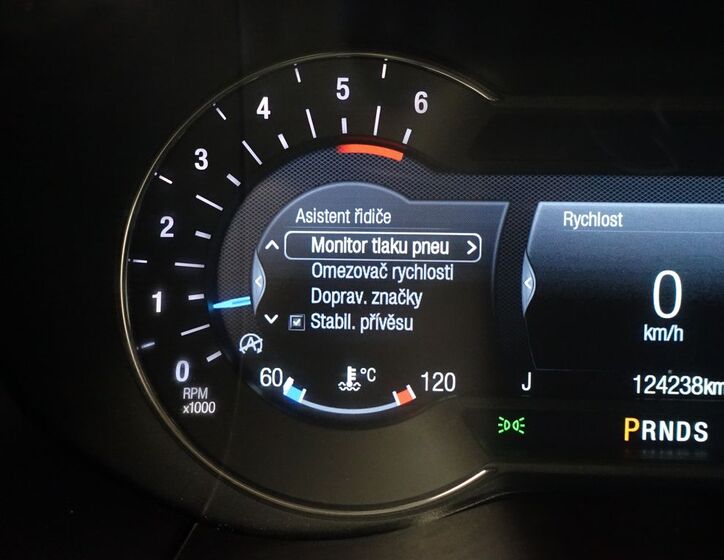 6
5
4
3
2
1
0
RPM
x1000
Asistent řidiče
Monitor tlaku pneu
Omezovač rychlosti
Doprav. značky
Stabil. přívěsu
60
°C
120
Rychlost
0
km/h
J
124238km
PRNDS